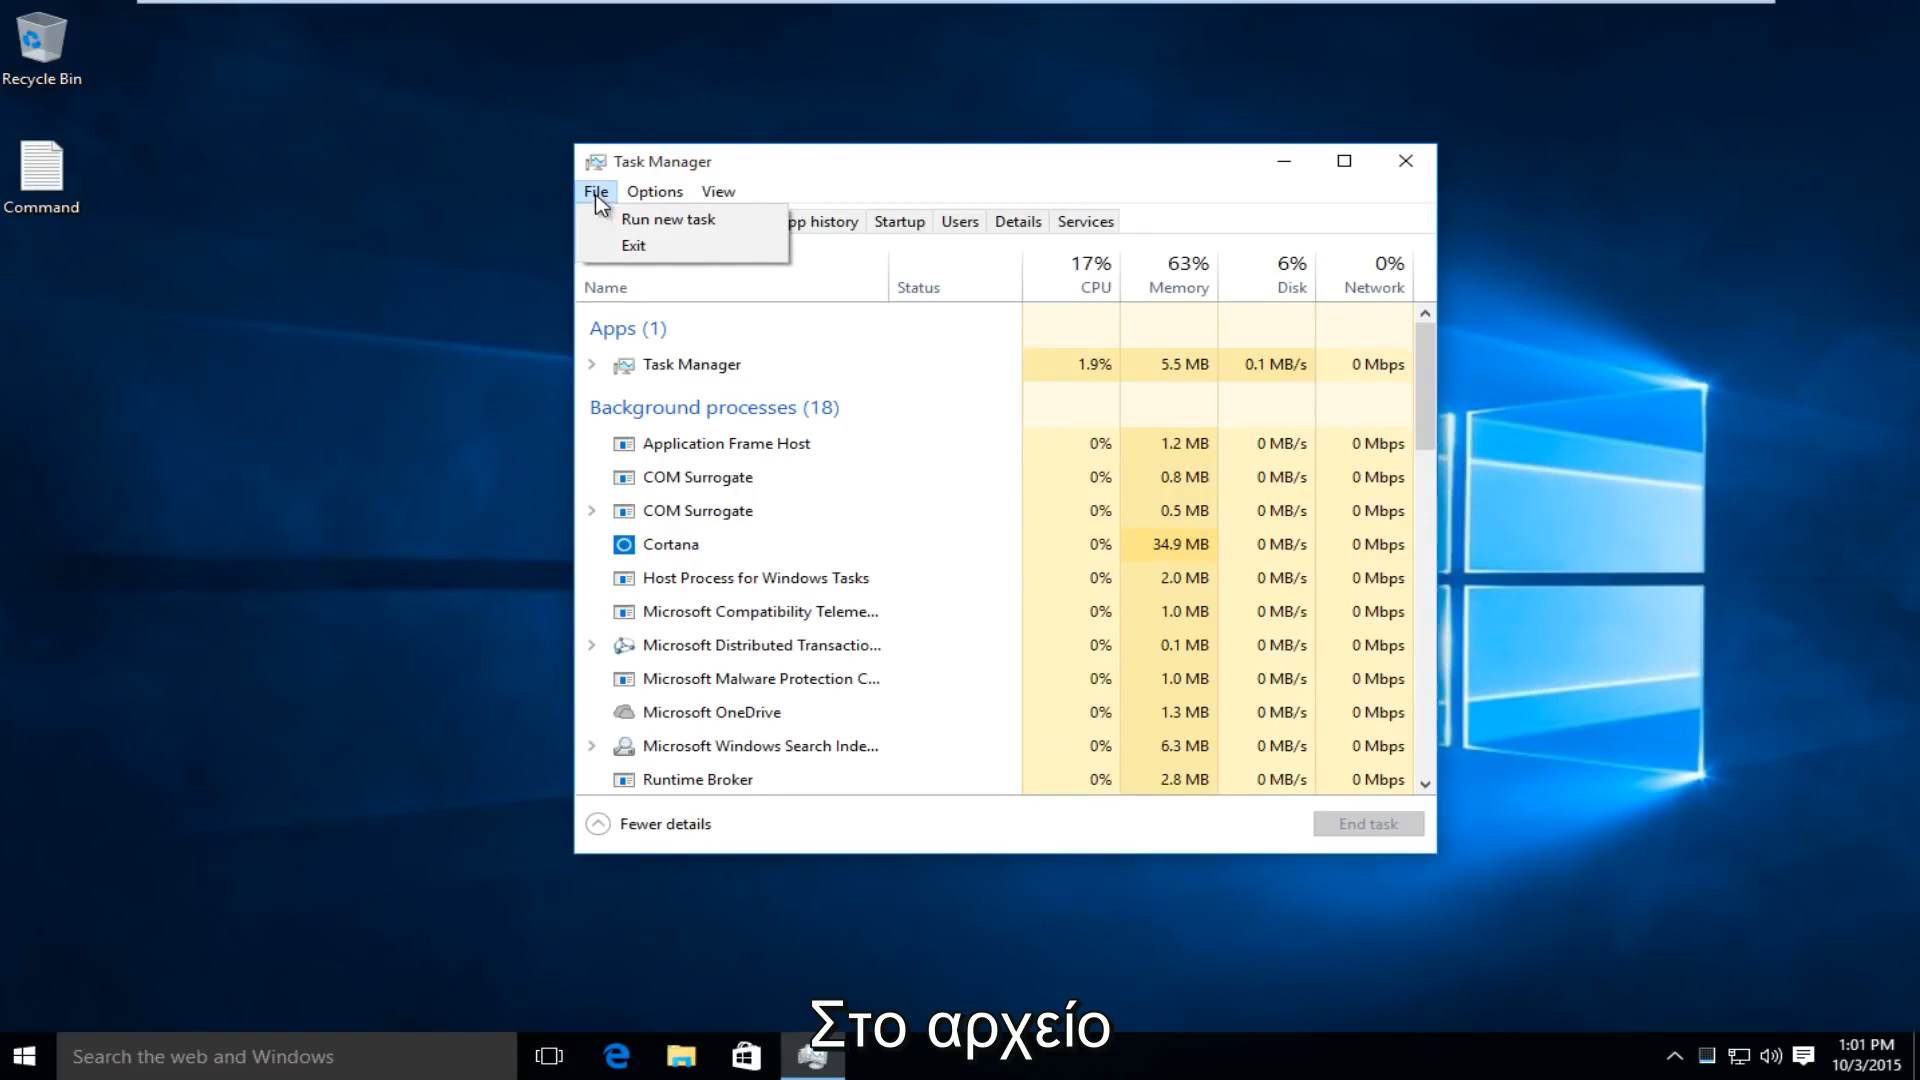 Recycle Bin
Command
Task Manager
File Options View
Run new task
Exit
pp history Startup Users Details Services
17% 63% 6% 0%
Name Status CPU Memory Disk Network
Apps (1)
Task Manager 1.9% 5.5 MB 0.1 MB/s 0 Mbps
Background processes (18)
Application Frame Host 0% 1.2 MB 0 MB/s 0 Mbps
COM Surrogate 0% 0.8 MB 0 MB/s 0 Mbps
COM Surrogate 0% 0.5 MB 0 MB/s 0 Mbps
Cortana 0% 34.9 MB 0 MB/s 0 Mbps
Host Process for Windows Tasks 0% 2.0 MB 0 MB/s 0 Mbps
Microsoft Compatibility Teleme... 0% 1.0 MB 0 MB/s 0 Mbps
Microsoft Distributed Transactio... 0% 0.1 MB 0 MB/s 0 Mbps
Microsoft Malware Protection C... 0% 1.0 MB 0 MB/s 0 Mbps
Microsoft OneDrive 0% 1.3 MB 0 MB/s 0 Mbps
Microsoft Windows Search Inde... 0% 6.3 MB 0 MB/s 0 Mbps
Runtime Broker 0% 2.8 MB 0 MB/s 0 Mbps
Fewer details End task
Στο αρχείο
Search the web and Windows
1:01 PM
10/3/2015